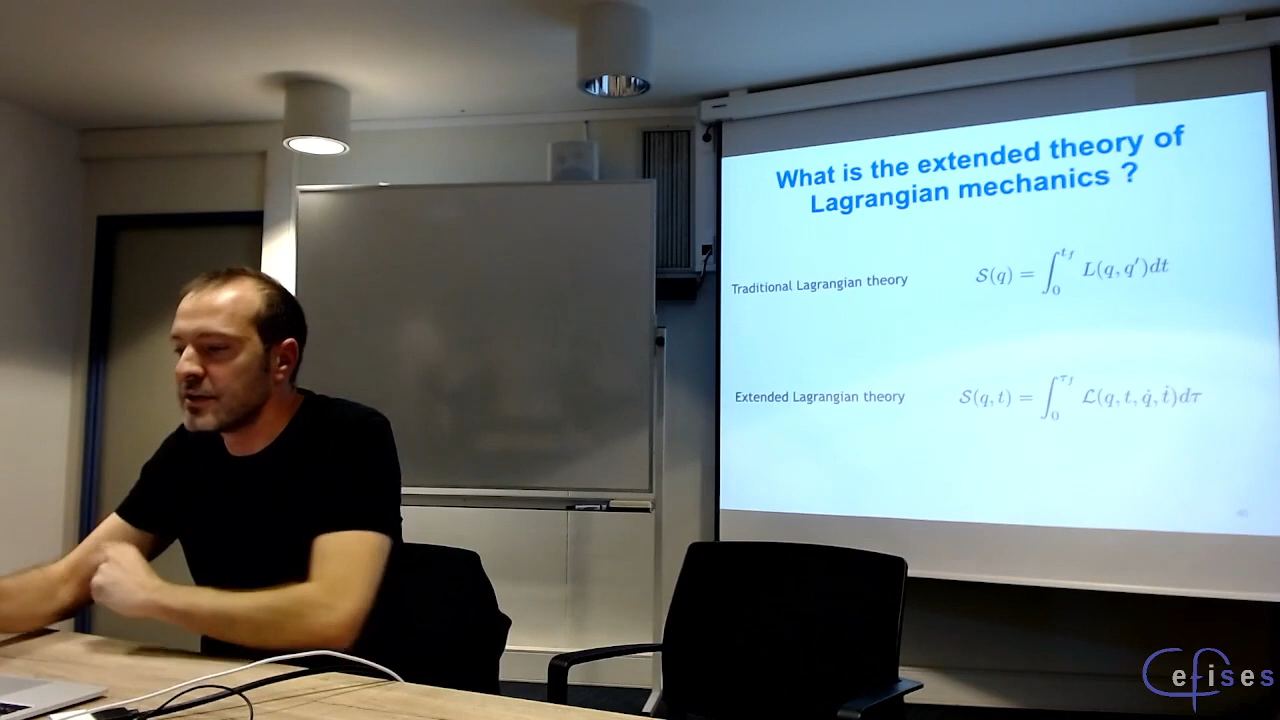 What is the extended theory of
Lagrangian mechanics ?
Traditional Lagrangian theory
𝒮(q) = ∫₀^{t_f} L(q, q′)dt
Extended Lagrangian theory
𝒮(q, t) = ∫₀^{τ_f} ℒ(q, t, q̇, ṫ)dτ
Cefises